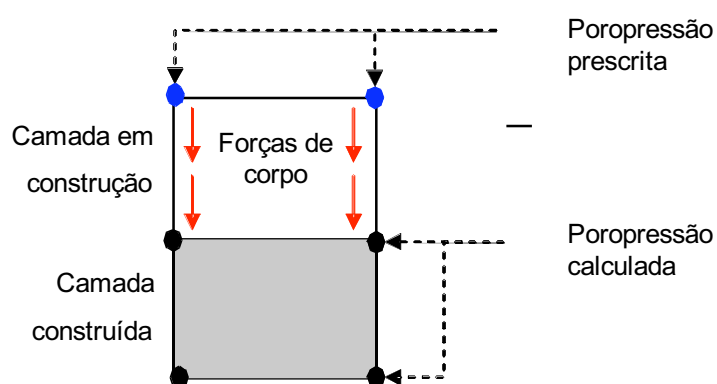 Poropressão
prescrita
Camada em
construção
Forças de
corpo
Poropressão
calculada
Camada
construída